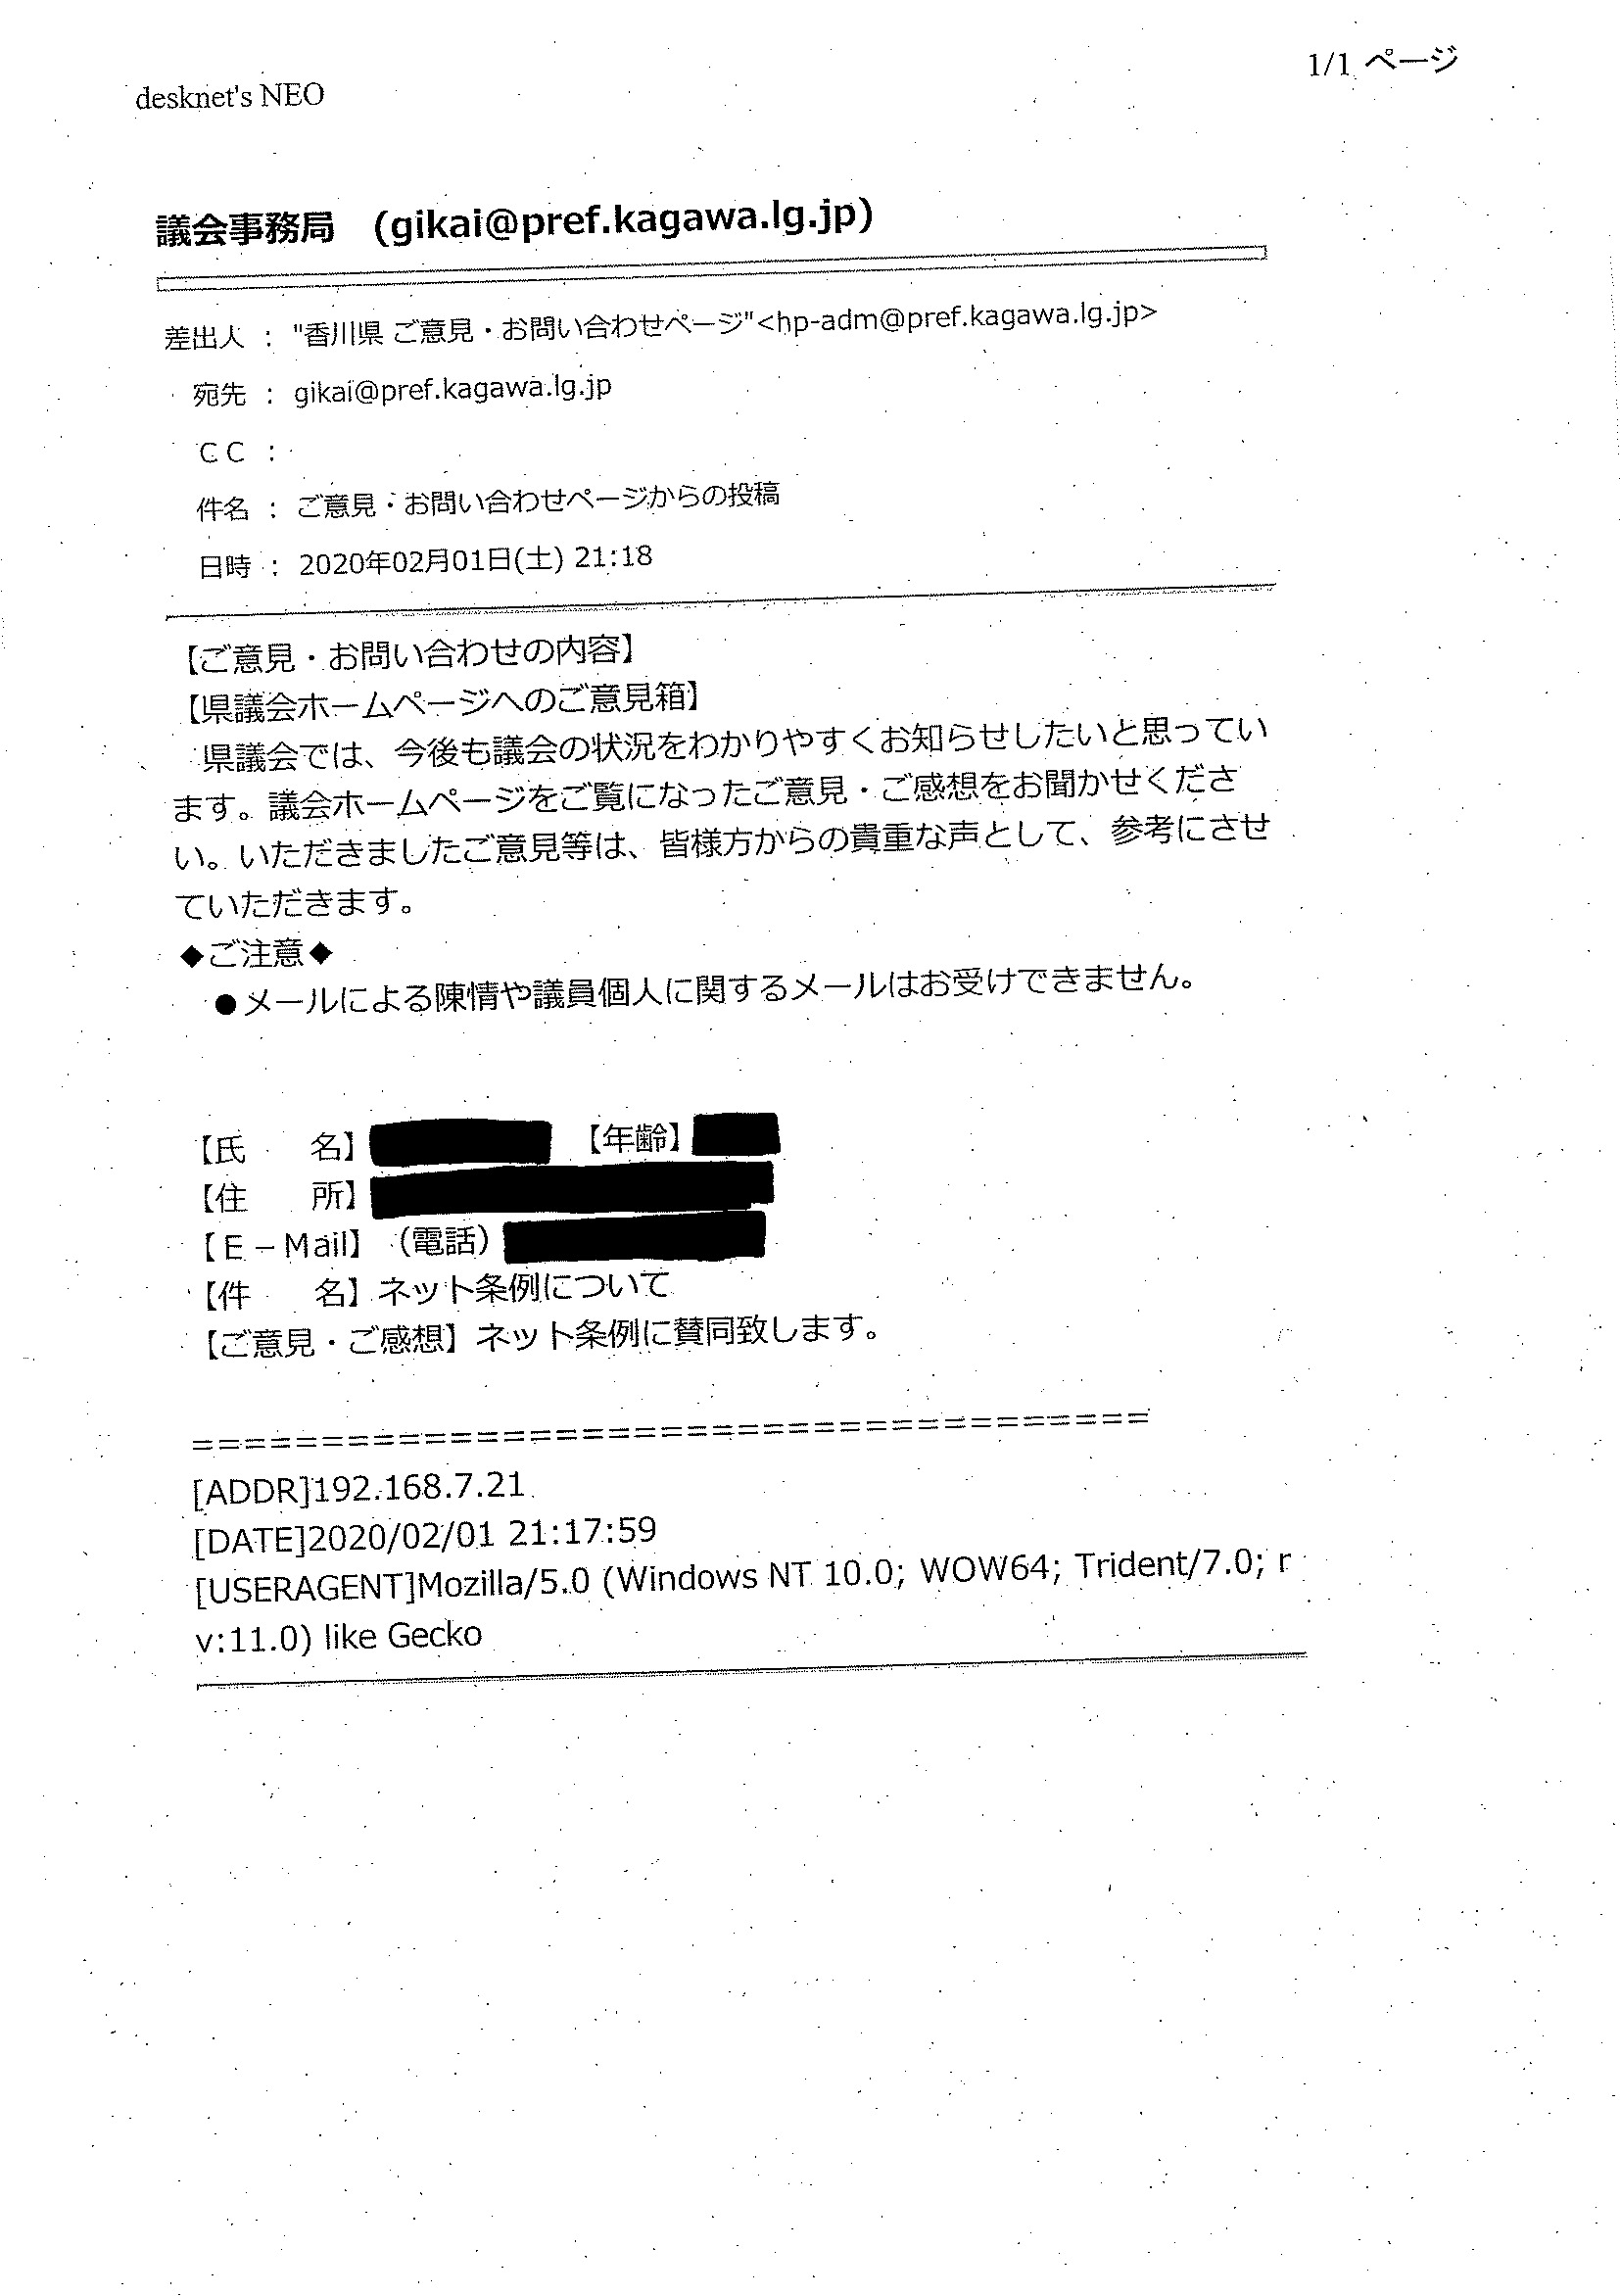 1/1 ページ
desknet's NEO
議会事務局 (gikai@pref.kagawa.lg.jp)
差出人 : "香川県 ご意見・お問い合わせページ"<hp-adm@pref.kagawa.lg.jp>
宛先 : gikai@pref.kagawa.lg.jp
CC :
件名 : ご意見・お問い合わせページからの投稿
日時 : 2020年02月01日(土) 21:18
【ご意見・お問い合わせの内容】
【県議会ホームページへのご意見箱】
県議会では、今後も議会の状況をわかりやすくお知らせしたいと思ってい
ます。議会ホームページをご覧になったご意見・ご感想をお聞かせくださ
い。いただきましたご意見等は、皆様方からの貴重な声として、参考にさせ
ていただきます。
◆ご注意◆
●メールによる陳情や議員個人に関するメールはお受けできません。
【氏 名】 【年齢】
【住 所】
【E－Mail】（電話）
【件 名】ネット条例について
【ご意見・ご感想】ネット条例に賛同致します。
=====================================
[ADDR]192.168.7.21
[DATE]2020/02/01 21:17:59
[USERAGENT]Mozilla/5.0 (Windows NT 10.0; WOW64; Trident/7.0; r
v:11.0) like Gecko